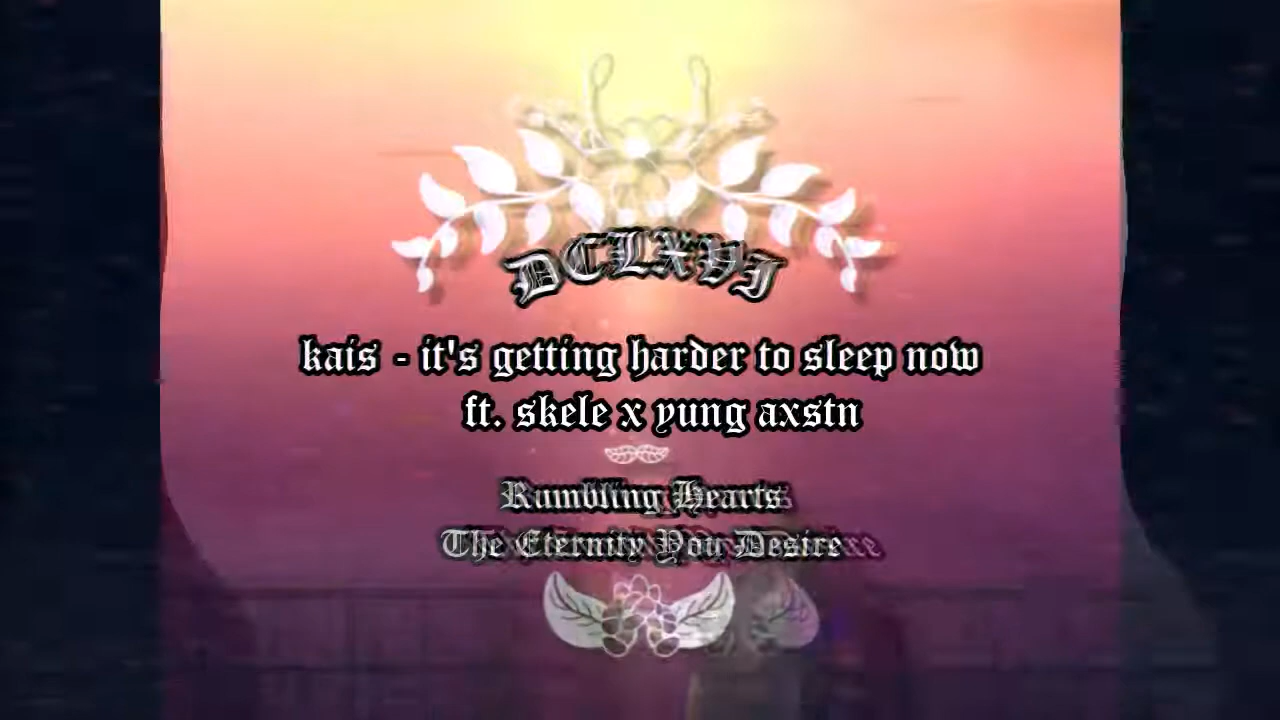 DCLXVI
kais - it's getting harder to sleep now
ft. skele x yung axstn
Rumbling Hearts
The Eternity You Desire